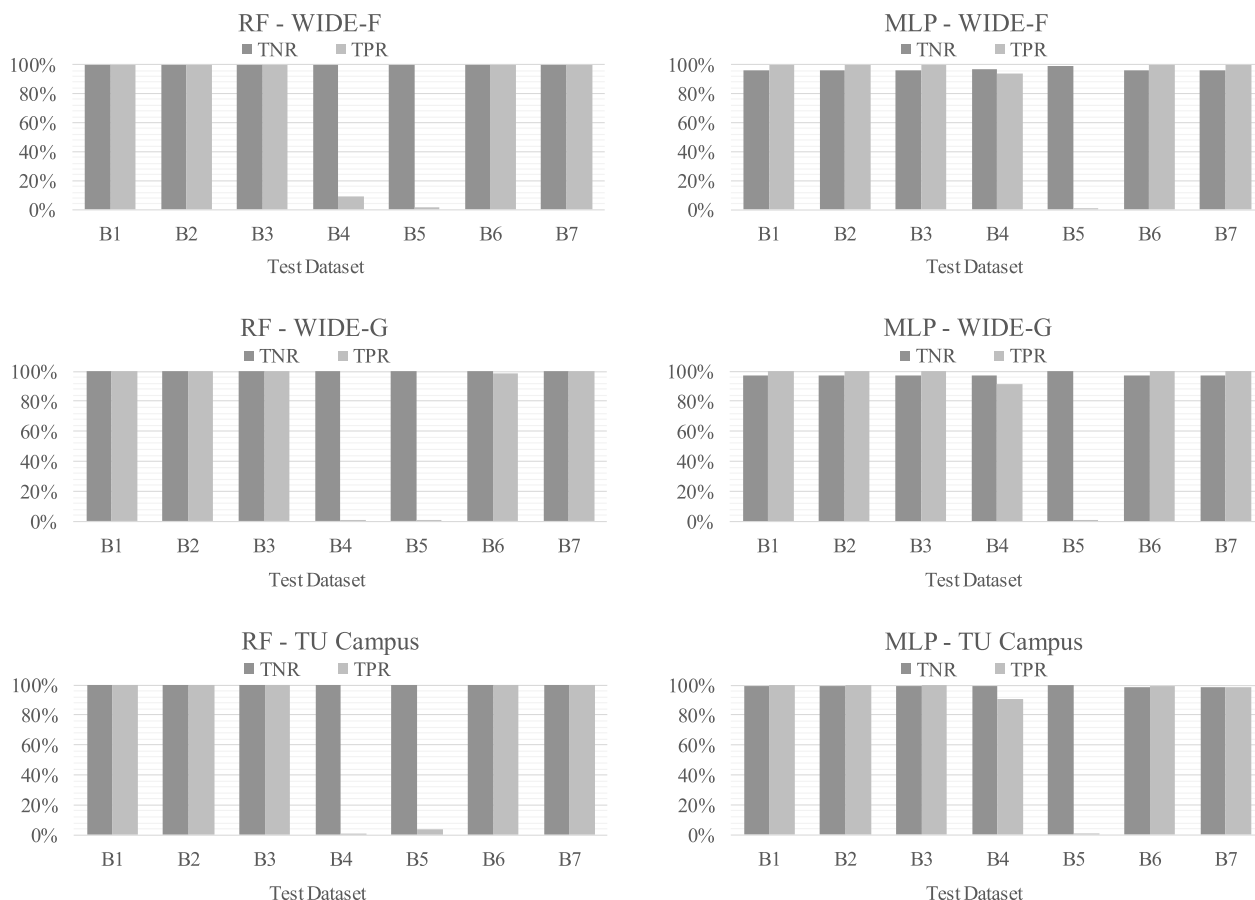 RF - WIDE-F
TNR TPR
100%
80%
60%
40%
20%
0%
B1 B2 B3 B4 B5 B6 B7
Test Dataset
MLP - WIDE-F
TNR TPR
100%
80%
60%
40%
20%
0%
B1 B2 B3 B4 B5 B6 B7
Test Dataset
RF - WIDE-G
TNR TPR
100%
80%
60%
40%
20%
0%
B1 B2 B3 B4 B5 B6 B7
Test Dataset
MLP - WIDE-G
TNR TPR
100%
80%
60%
40%
20%
0%
B1 B2 B3 B4 B5 B6 B7
Test Dataset
RF - TU Campus
TNR TPR
100%
80%
60%
40%
20%
0%
B1 B2 B3 B4 B5 B6 B7
Test Dataset
MLP - TU Campus
TNR TPR
100%
80%
60%
40%
20%
0%
B1 B2 B3 B4 B5 B6 B7
Test Dataset